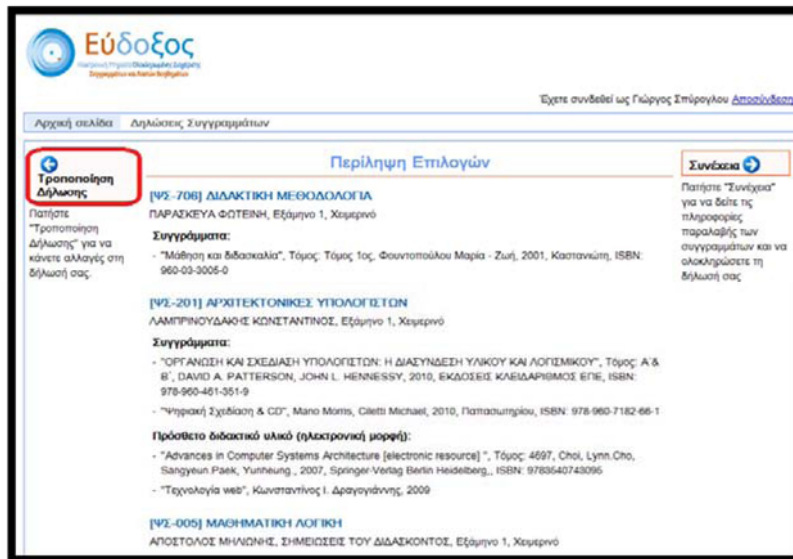 Εύδοξος
Έχετε συνδεθεί ως Γιώργος Σπύρογλου Αποσύνδεση
Αρχική σελίδα Δηλώσεις Συγγραμμάτων
Τροποποίηση
Δήλωσης
Πατήστε
"Τροποποίηση
Δήλωσης" για να
κάνετε αλλαγές στη
δήλωσή σας.
Περίληψη Επιλογών
[ΨΣ-706] ΔΙΔΑΚΤΙΚΗ ΜΕΘΟΔΟΛΟΓΙΑ
ΠΑΡΑΣΚΕΥΑ ΦΩΤΕΙΝΗ, Εξάμηνο 1, Χειμερινό
Συγγράμματα:
- "Μάθηση και διδασκαλία", Τόμος: Τόμος 1ος, Φουντοπούλου Μαρία - Ζωή, 2001, Καστανιώτη, ISBN:
960-03-3005-0
[ΨΣ-201] ΑΡΧΙΤΕΚΤΟΝΙΚΕΣ ΥΠΟΛΟΓΙΣΤΩΝ
ΛΑΜΠΡΙΝΟΥΔΑΚΗΣ ΚΩΝΣΤΑΝΤΙΝΟΣ, Εξάμηνο 1, Χειμερινό
Συγγράμματα:
- "ΟΡΓΑΝΩΣΗ ΚΑΙ ΣΧΕΔΙΑΣΗ ΥΠΟΛΟΓΙΣΤΩΝ: Η ΔΙΑΣΥΝΔΕΣΗ ΥΛΙΚΟΥ ΚΑΙ ΛΟΓΙΣΜΙΚΟΥ", Τόμος: Α΄&
Β΄, DAVID A. PATTERSON, JOHN L. HENNESSY, 2010, ΕΚΔΟΣΕΙΣ ΚΛΕΙΔΑΡΙΘΜΟΣ ΕΠΕ, ISBN:
978-960-461-351-9
- "Ψηφιακή Σχεδίαση & CD", Mano Morris, Ciletti Michael, 2010, Παπασωτηρίου, ISBN: 978-960-7182-66-1
Πρόσθετο διδακτικό υλικό (ηλεκτρονική μορφή):
- "Advances in Computer Systems Architecture [electronic resource] ", Τόμος: 4697, Choi, Lynn.Cho,
Sangyeun.Paek, Yunheung., 2007, Springer-Verlag Berlin Heidelberg,, ISBN: 9783540743095
- "Τεχνολογία web", Κωνσταντίνος Ι. Δραγογιάννης, 2009
[ΨΣ-005] ΜΑΘΗΜΑΤΙΚΗ ΛΟΓΙΚΗ
ΑΠΟΣΤΟΛΟΣ ΜΗΛΙΩΝΗΣ, ΣΗΜΕΙΩΣΕΙΣ ΤΟΥ ΔΙΔΑΣΚΟΝΤΟΣ, Εξάμηνο 1, Χειμερινό
Συνέχεια
Πατήστε "Συνέχεια"
για να δείτε τις
πληροφορίες
παραλαβής των
συγγραμμάτων και να
ολοκληρώσετε τη
δήλωσή σας